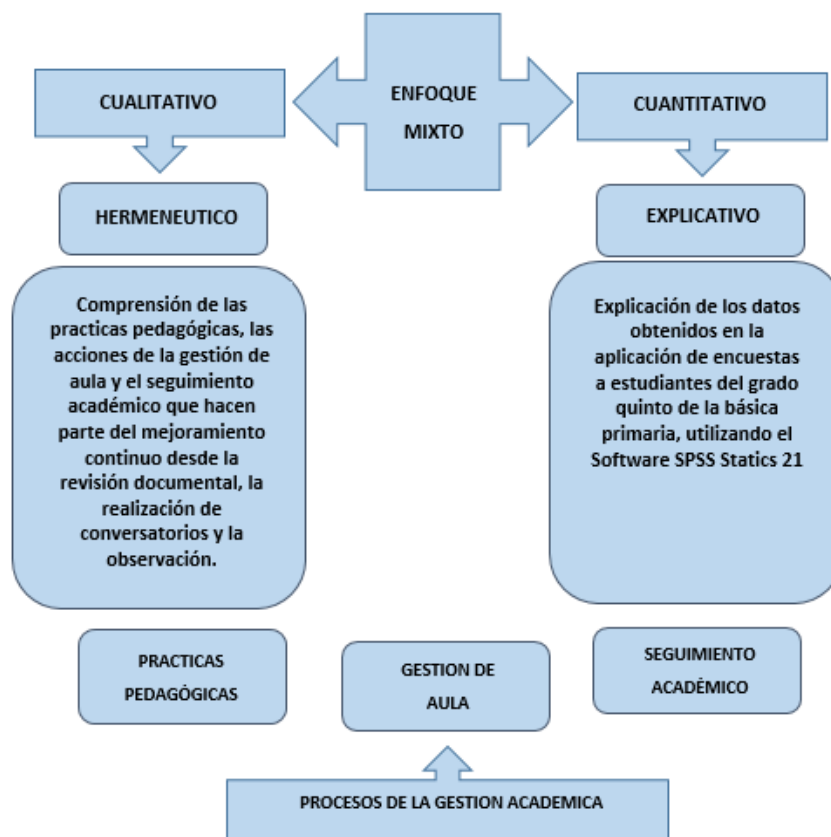 ENFOQUE
MIXTO
CUALITATIVO
CUANTITATIVO
HERMENEUTICO
EXPLICATIVO
Comprensión de las
practicas pedagógicas, las
acciones de la gestión de
aula y el seguimiento
académico que hacen
parte del mejoramiento
continuo desde la
revisión documental, la
realización de
conversatorios y la
observación.
Explicación de los datos
obtenidos en la
aplicación de encuestas
a estudiantes del grado
quinto de la básica
primaria, utilizando el
Software SPSS Statics 21
PRACTICAS
PEDAGÓGICAS
GESTION DE
AULA
SEGUIMIENTO
ACADÉMICO
PROCESOS DE LA GESTION ACADEMICA